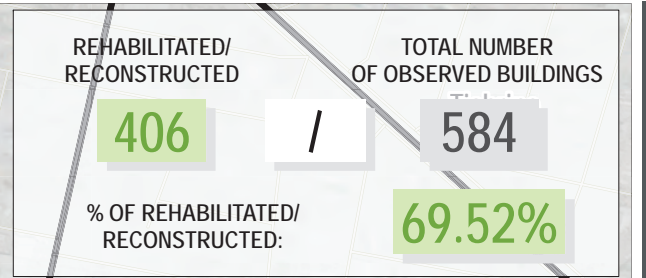 REHABILITATED/
RECONSTRUCTED
TOTAL NUMBER
OF OBSERVED BUILDINGS
406 / 584
% OF REHABILITATED/
RECONSTRUCTED:
69.52%